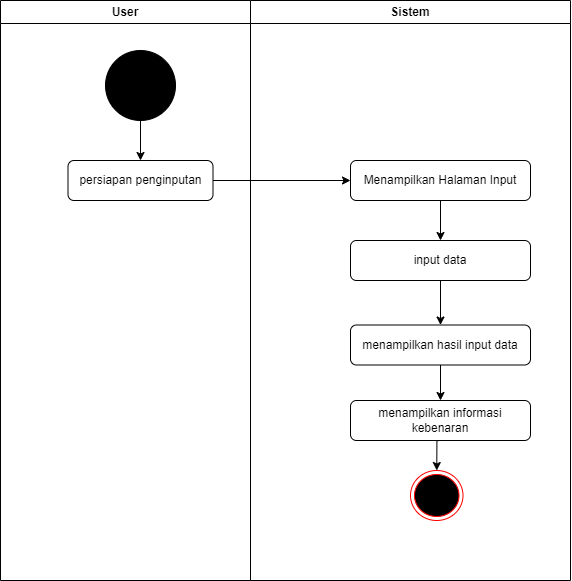 User
Sistem
persiapan penginputan
Menampilkan Halaman Input
input data
menampilkan hasil input data
menampilkan informasi
kebenaran